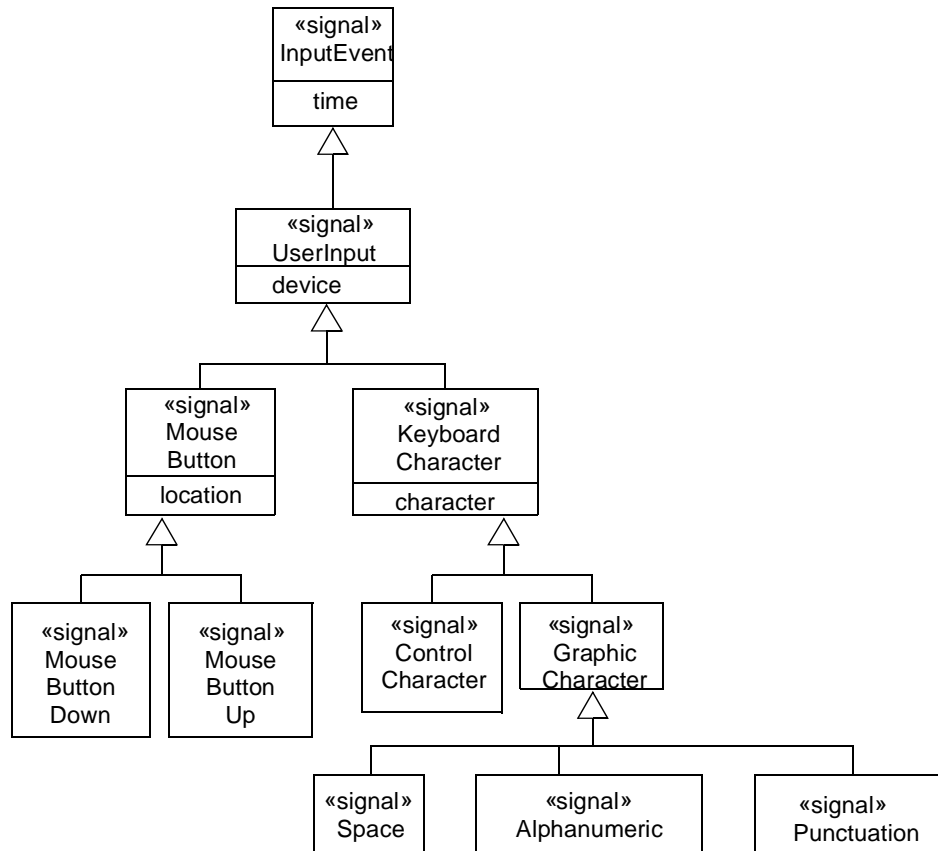 «signal»
InputEvent
time
«signal»
UserInput
device
«signal»
Mouse
Button
location
«signal»
Keyboard
Character
character
«signal»
Mouse
Button
Down
«signal»
Mouse
Button
Up
«signal»
Control
Character
«signal»
Graphic
Character
«signal»
Space
«signal»
Alphanumeric
«signal»
Punctuation